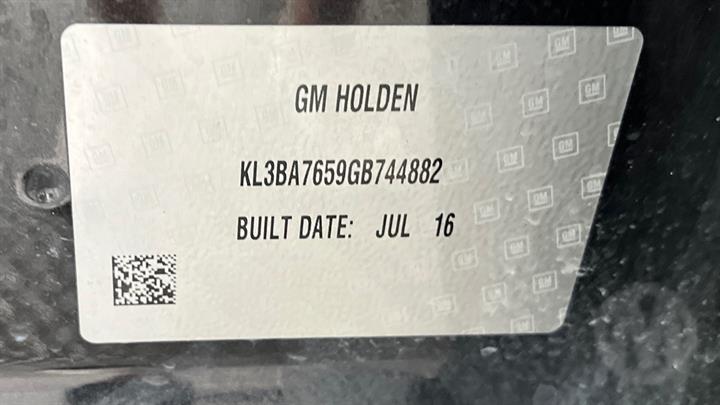 GM HOLDEN
KL3BA7659GB744882
BUILT DATE: JUL 16